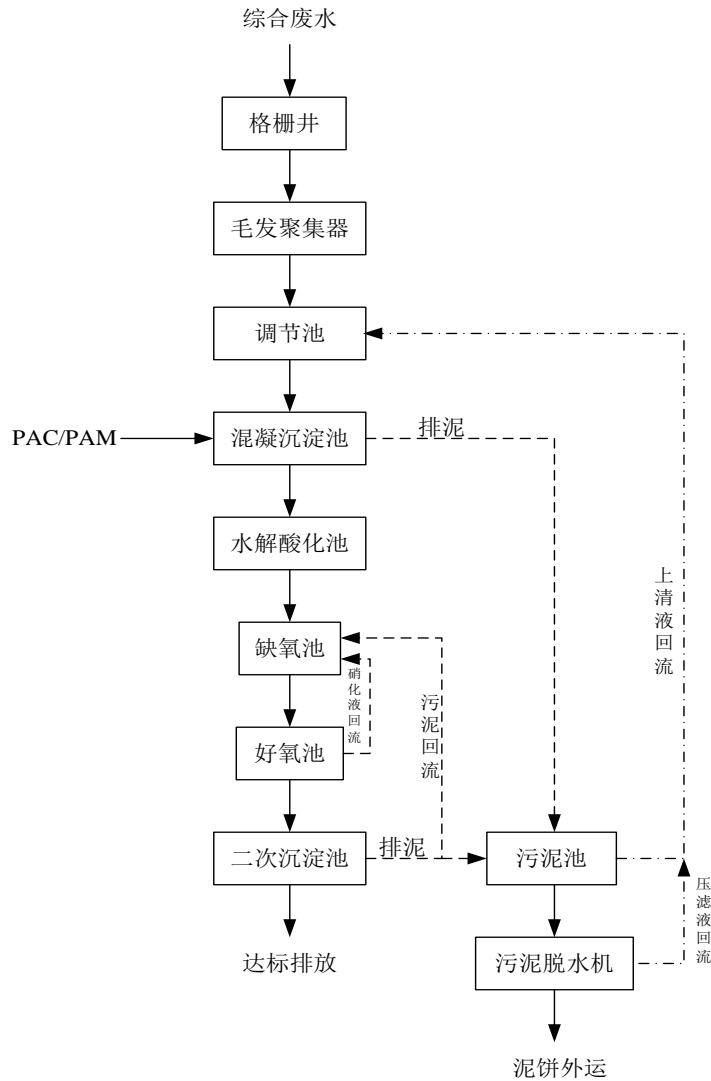 综合废水
格栅井
毛发聚集器
调节池
PAC/PAM
混凝沉淀池
排泥
水解酸化池
上清液回流
缺氧池
硝化液回流
污泥回流
好氧池
二次沉淀池
排泥
污泥池
压滤液回流
达标排放
污泥脱水机
泥饼外运